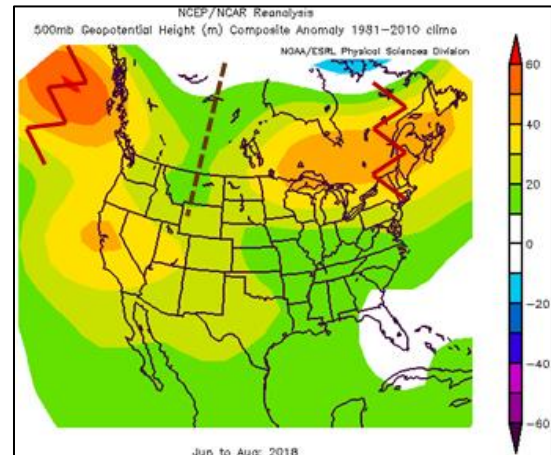 NCEP/NCAR Reanalysis
500mb Geopotential Height (m) Composite Anomaly 1981-2010 clima
NOAA/ESRL Physical Sciences Division
60
40
20
0
-20
-40
-60
Jun to Aug: 2018